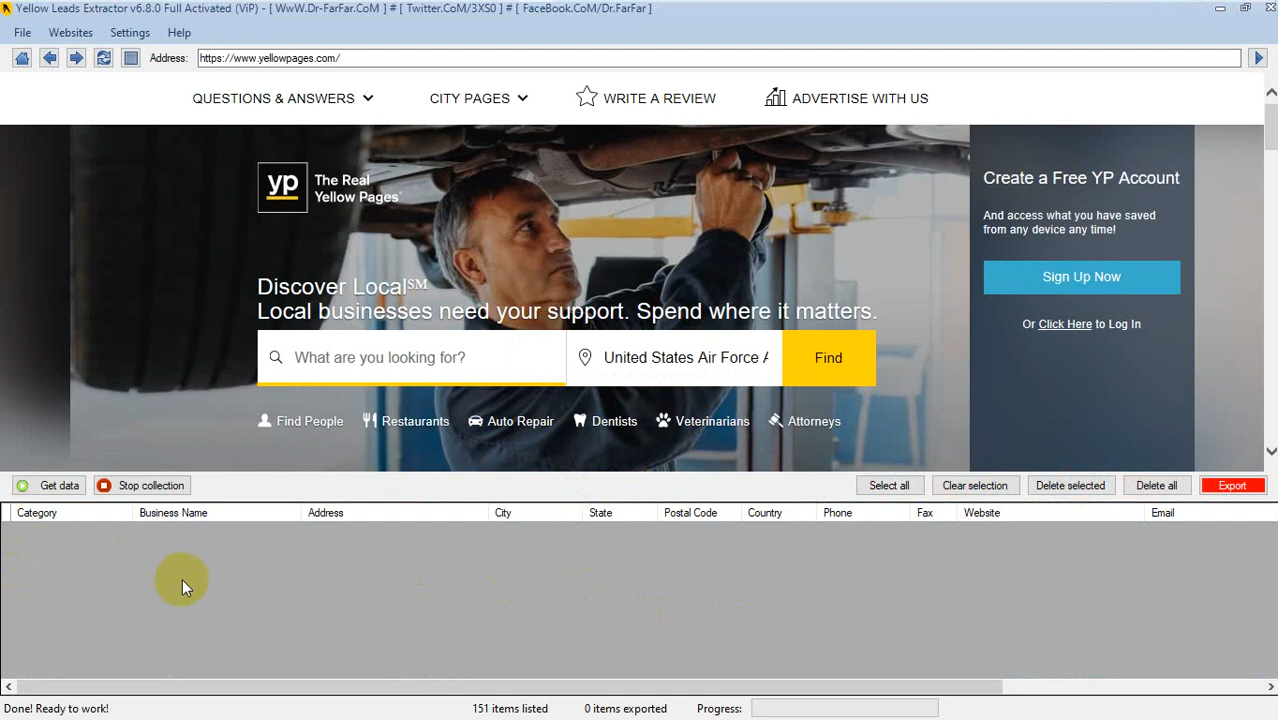 Yellow Leads Extractor v6.8.0 Full Activated (ViP) - [ WwW.Dr-FarFar.CoM ] # [ Twitter.CoM/3XS0 ] # [ FaceBook.CoM/Dr.FarFar ]
File Websites Settings Help
Address: https://www.yellowpages.com/
QUESTIONS & ANSWERS CITY PAGES WRITE A REVIEW ADVERTISE WITH US
yp The Real
Yellow Pages
Create a Free YP Account
And access what you have saved
from any device any time!
Sign Up Now
Or Click Here to Log In
Discover Local℠
Local businesses need your support. Spend where it matters.
What are you looking for? United States Air Force A Find
Find People Restaurants Auto Repair Dentists Veterinarians Attorneys
Get data Stop collection Select all Clear selection Delete selected Delete all Export
Category Business Name Address City State Postal Code Country Phone Fax Website Email
Done! Ready to work! 151 items listed 0 items exported Progress: